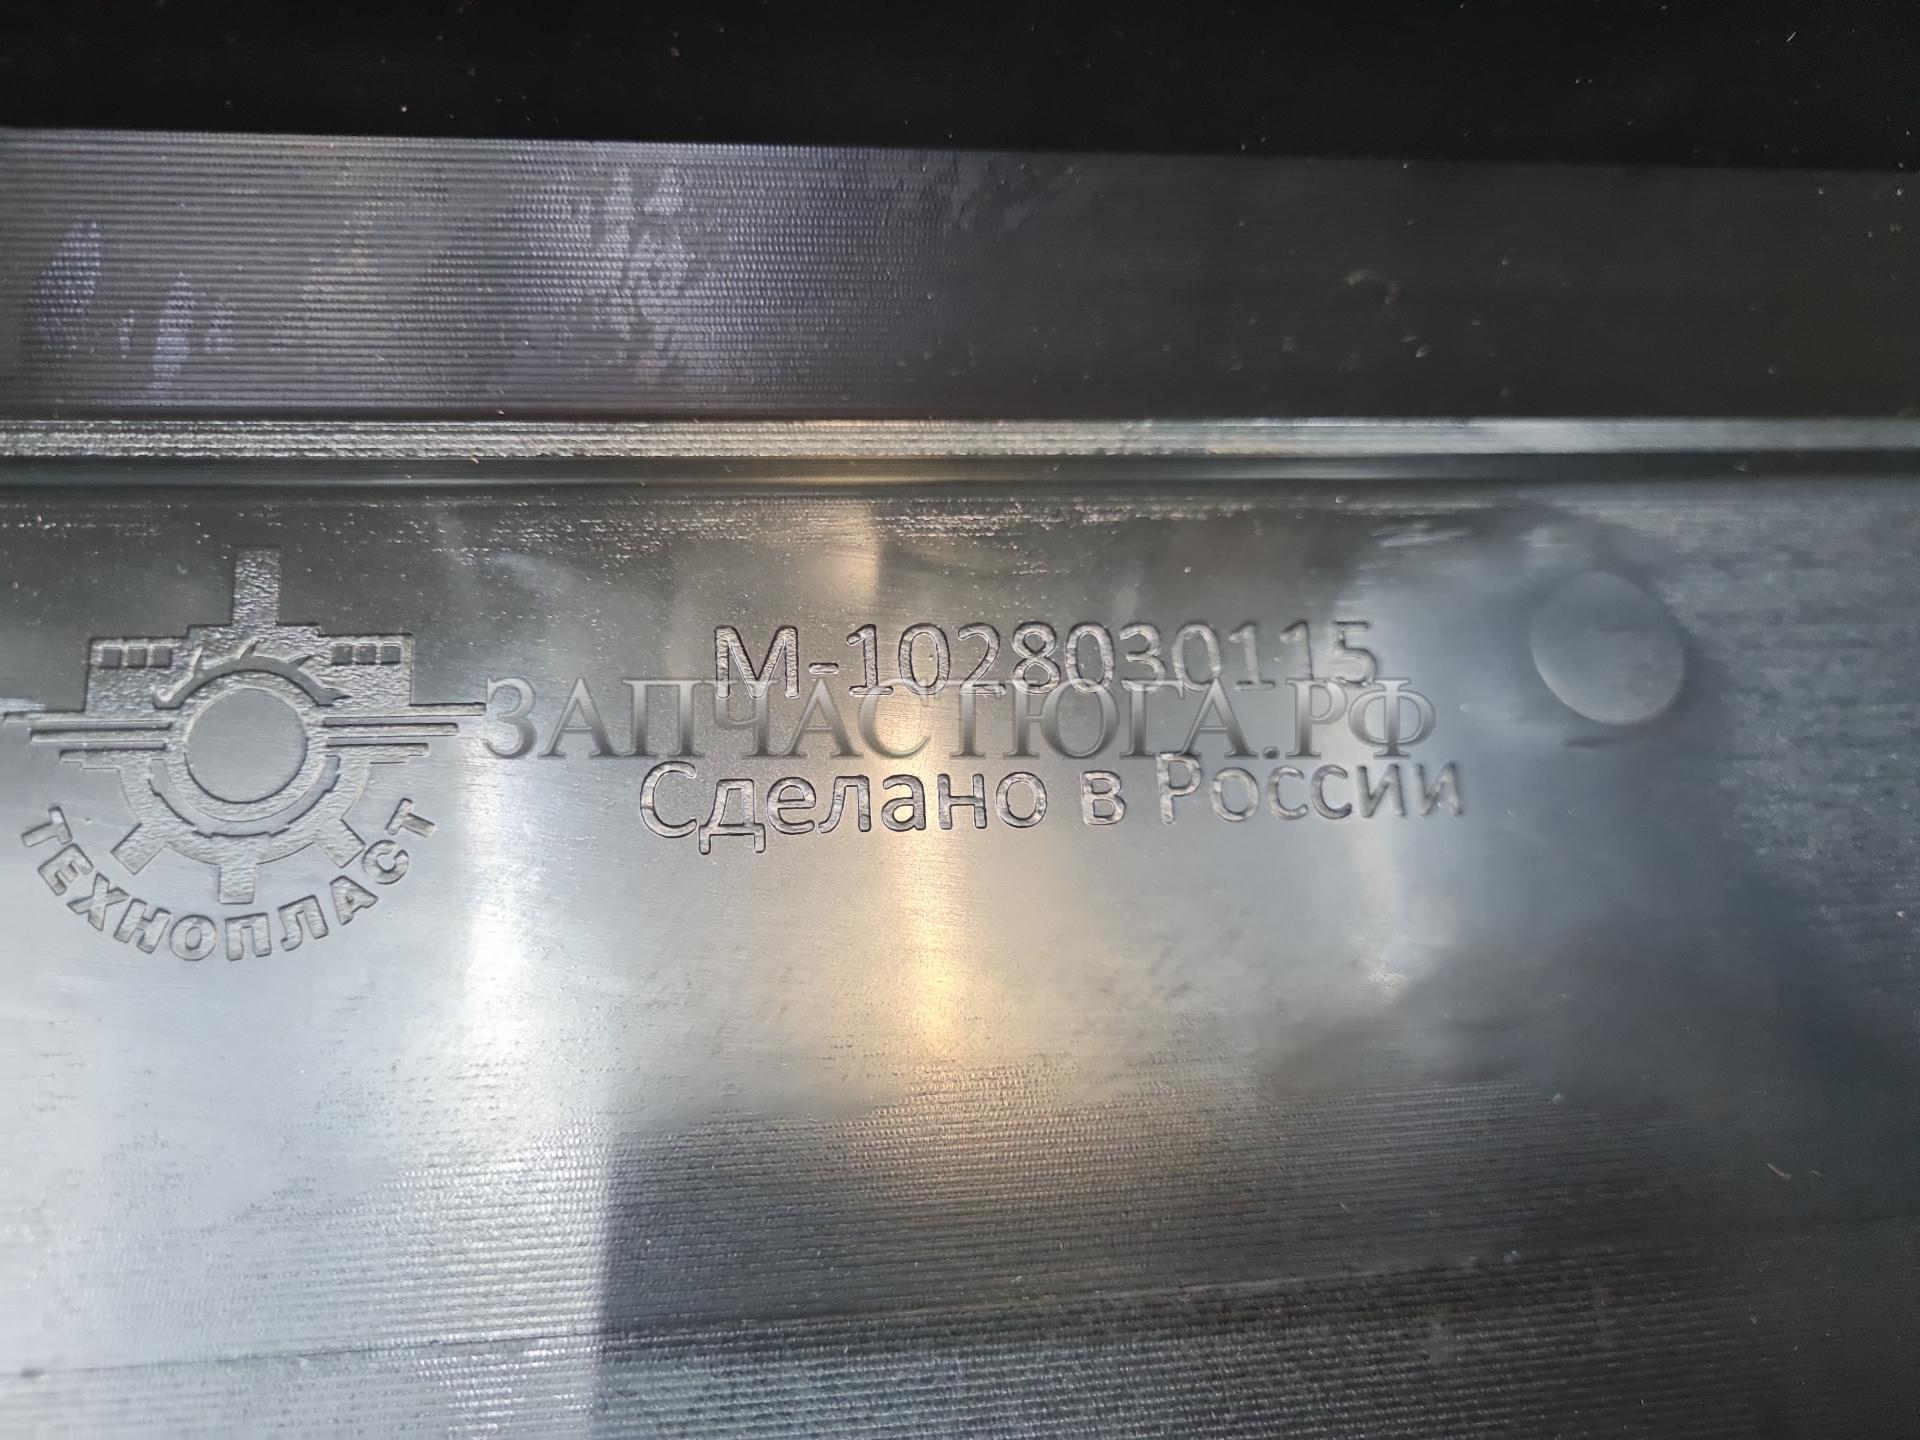 М-1028030115
ЗАПЧАСТЮГА.РФ
Сделано в России
ТЕХНОПЛАСТ